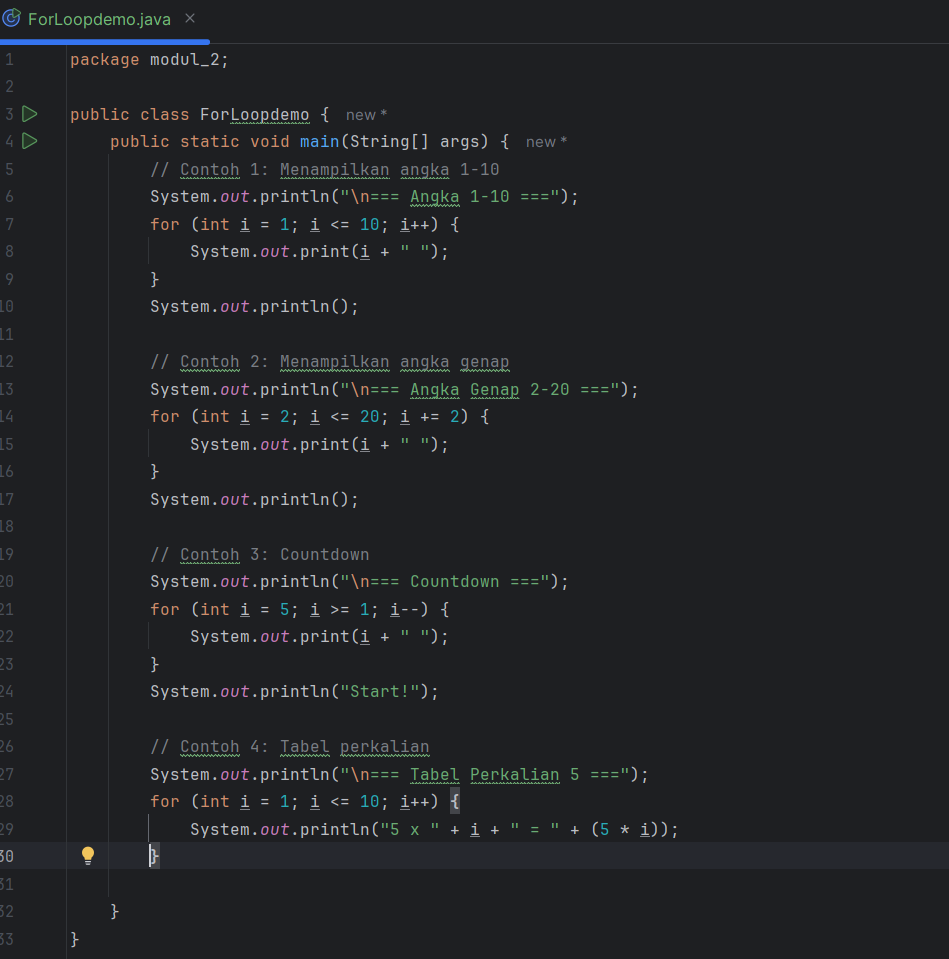 ForLoopdemo.java ×
1 package modul_2;
2
3 public class ForLoopdemo { new *
4     public static void main(String[] args) { new *
5         // Contoh 1: Menampilkan angka 1-10
6         System.out.println("\n=== Angka 1-10 ===");
7         for (int i = 1; i <= 10; i++) {
8             System.out.print(i + " ");
9         }
10         System.out.println();
11
12         // Contoh 2: Menampilkan angka genap
13         System.out.println("\n=== Angka Genap 2-20 ===");
14         for (int i = 2; i <= 20; i += 2) {
15             System.out.print(i + " ");
16         }
17         System.out.println();
18
19         // Contoh 3: Countdown
20         System.out.println("\n=== Countdown ===");
21         for (int i = 5; i >= 1; i--) {
22             System.out.print(i + " ");
23         }
24         System.out.println("Start!");
25
26         // Contoh 4: Tabel perkalian
27         System.out.println("\n=== Tabel Perkalian 5 ===");
28         for (int i = 1; i <= 10; i++) {
29             System.out.println("5 x " + i + " = " + (5 * i));
30         }
31
32     }
33 }